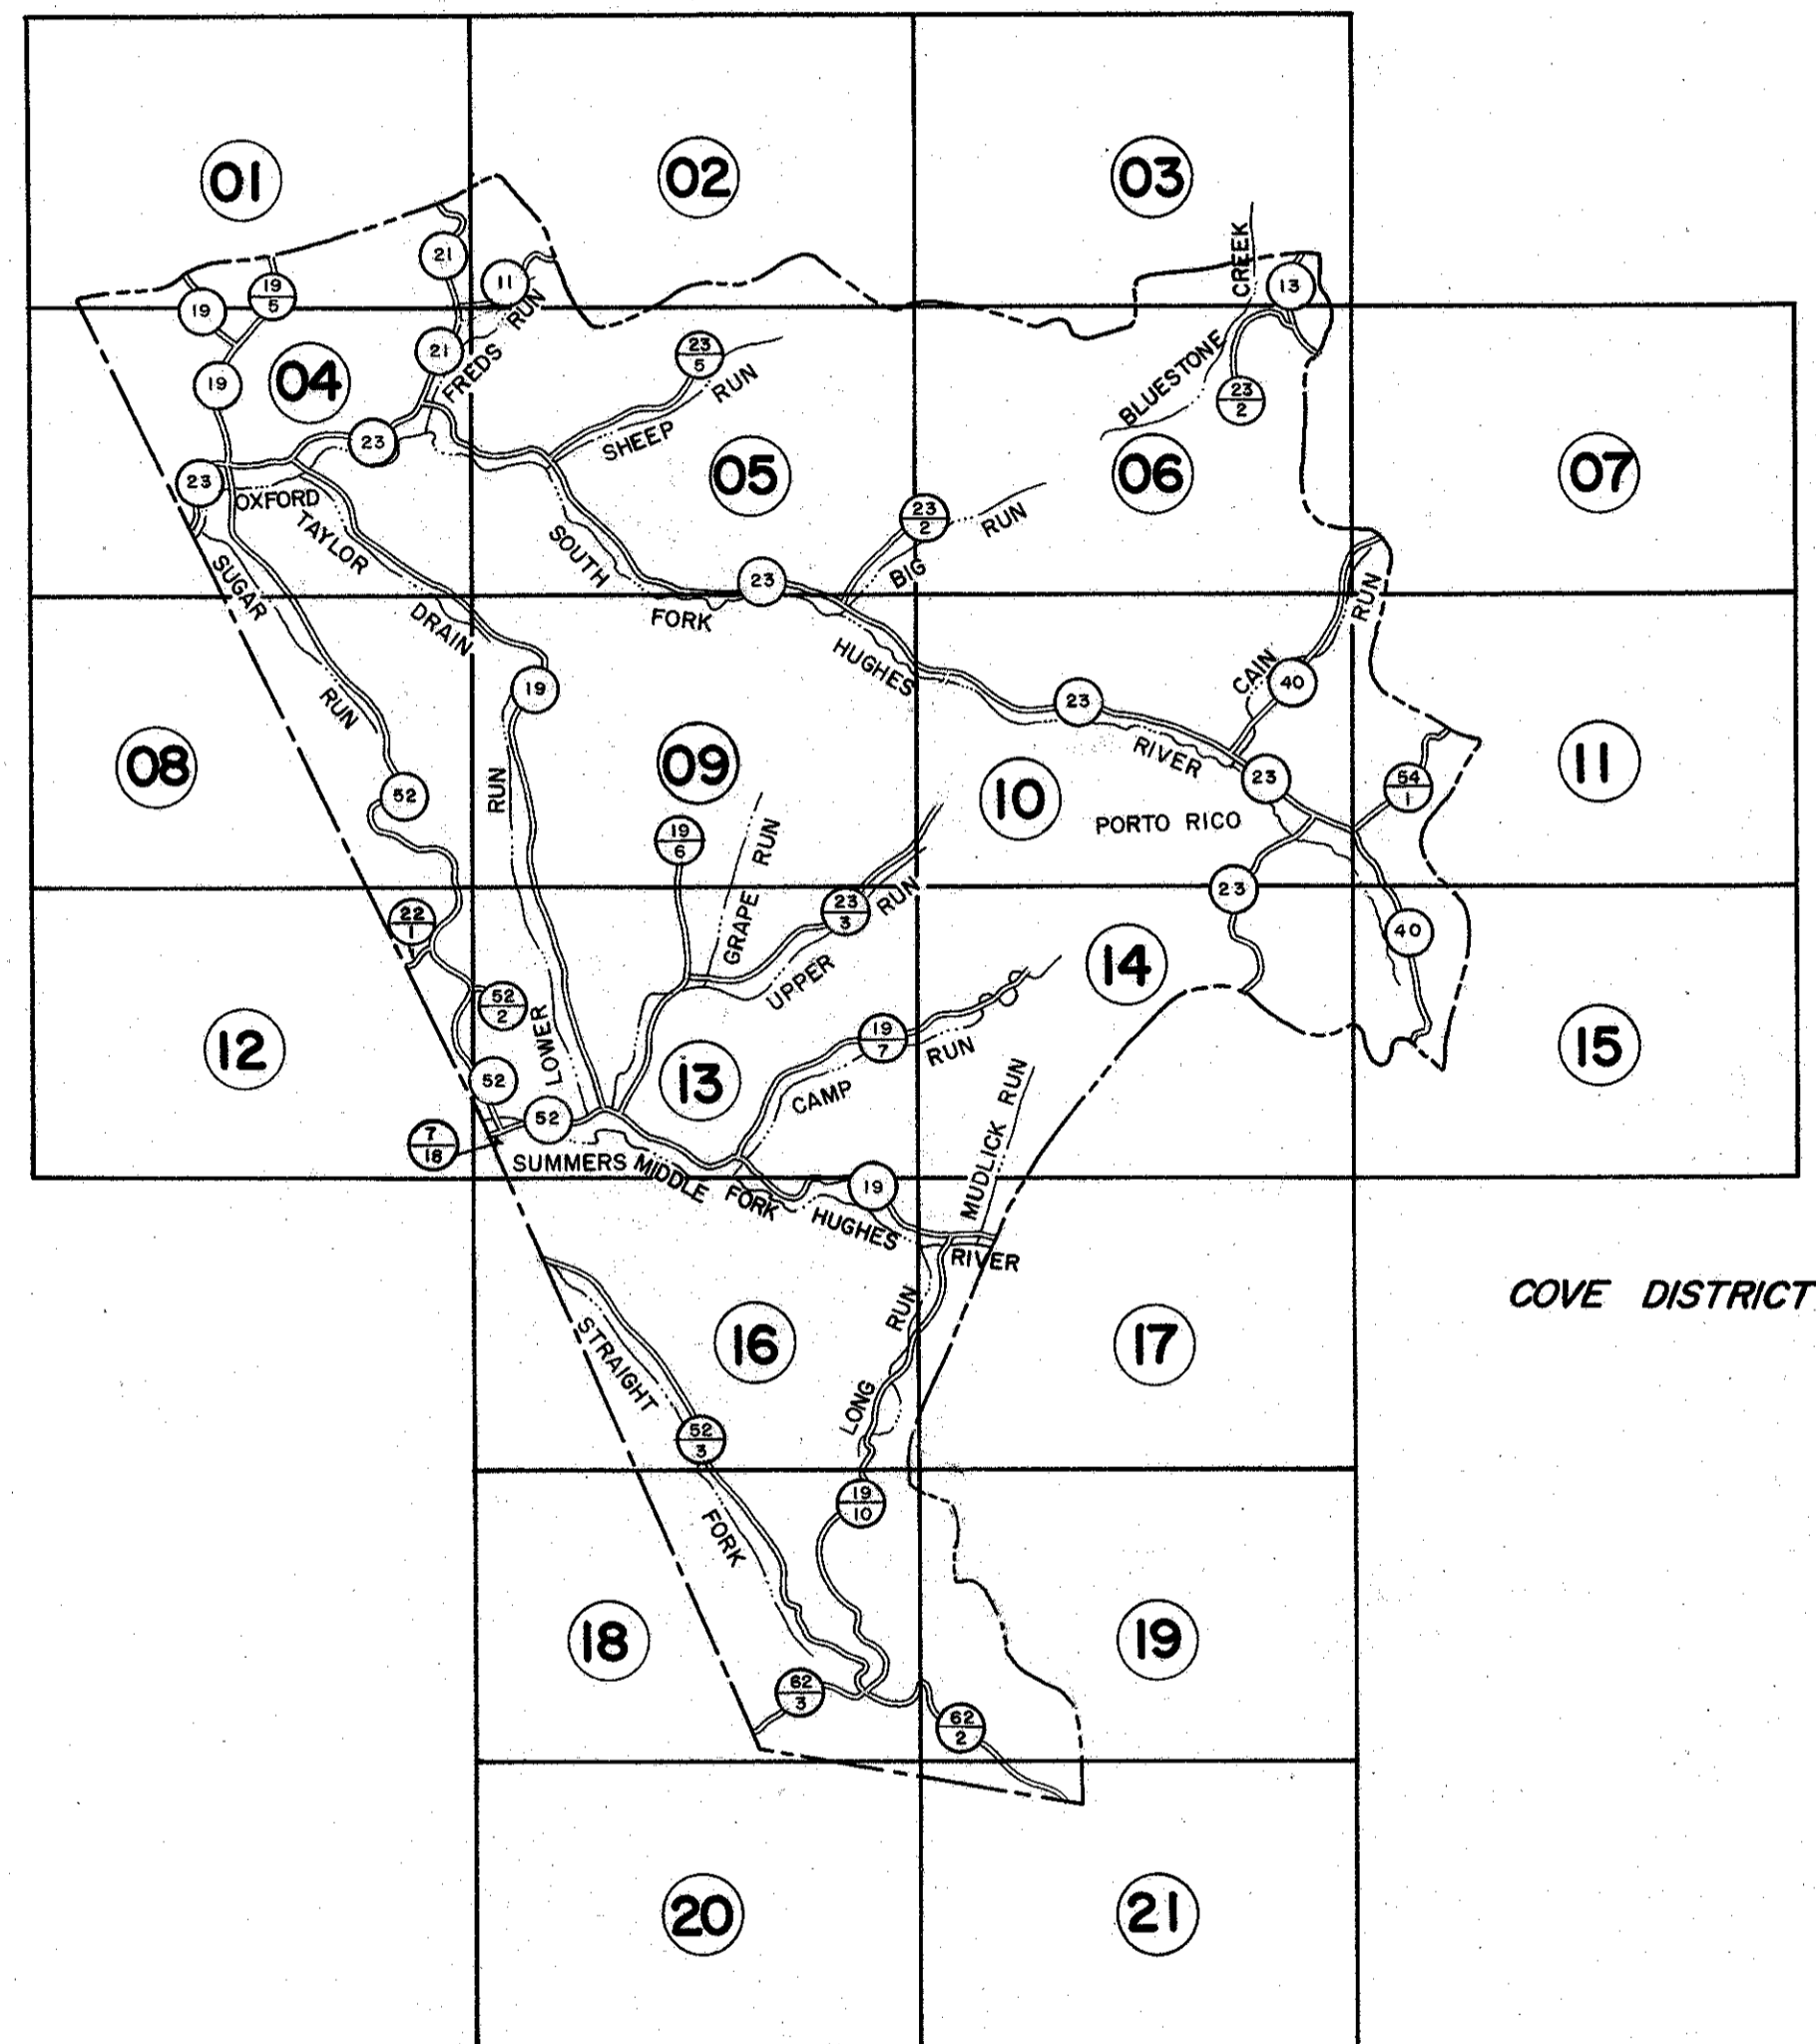 01
02
03
21
11
CREEK
13
19
19
5
FREDS RUN
21
23
5
RUN
SHEEP
19
04
BLUESTONE
23
2
23
05
06
07
23
OXFORD
TAYLOR
DRAIN
SUGAR
RUN
SOUTH
FORK
HUGHES
RIVER
23
23
2
BIG
RUN
CAIN
RUN
40
19
RUN
LOWER
08
52
09
23
10
23
54
1
11
PORTO RICO
19
6
GRAPE RUN
23
3
UPPER
RUN
23
40
22
1
52
2
12
52
52
7
18
13
19
7
CAMP
RUN
14
15
MUDLICK RUN
SUMMERS
MIDDLE
FORK
HUGHES
RIVER
19
COVE DISTRICT
STRAIGHT
FORK
16
LONG
RUN
17
52
3
19
10
18
19
62
3
62
2
20
21